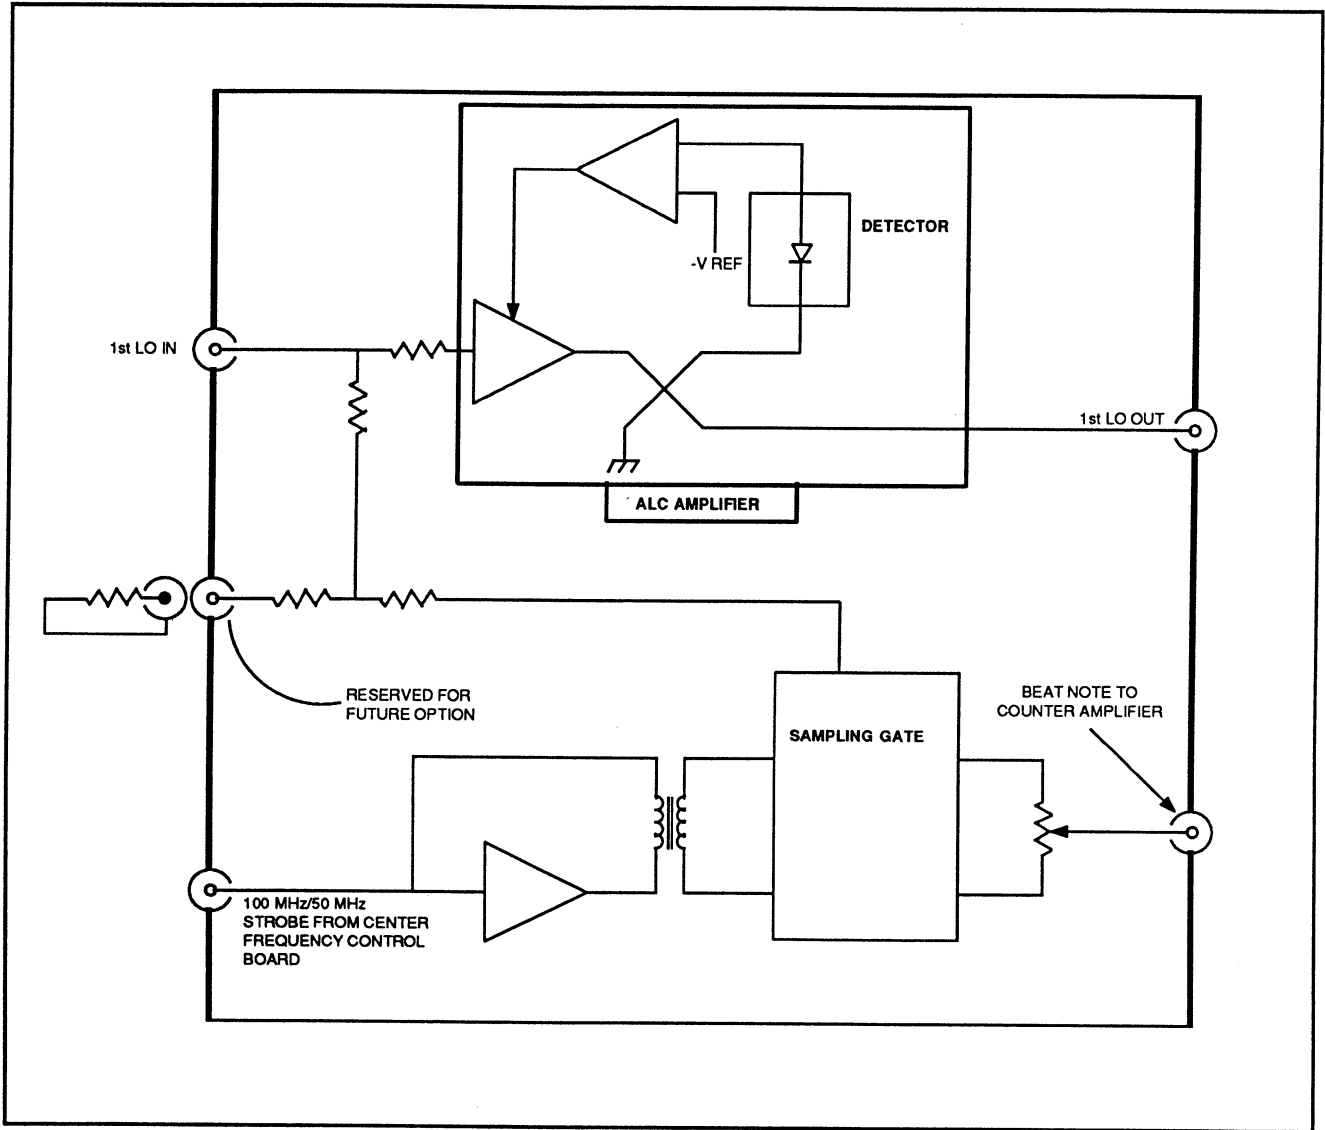 DETECTOR
-V REF
1st LO IN
1st LO OUT
ALC AMPLIFIER
RESERVED FOR
FUTURE OPTION
BEAT NOTE TO
COUNTER AMPLIFIER
SAMPLING GATE
100 MHz/50 MHz
STROBE FROM CENTER
FREQUENCY CONTROL
BOARD